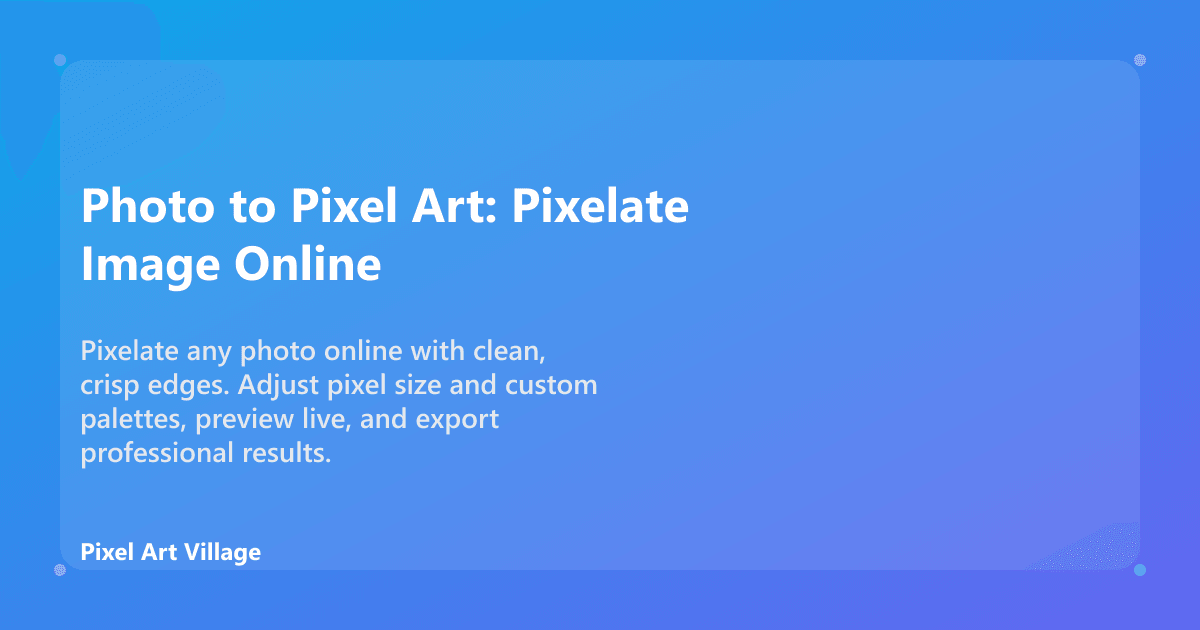 Photo to Pixel Art: Pixelate
Image Online
Pixelate any photo online with clean,
crisp edges. Adjust pixel size and custom
palettes, preview live, and export
professional results.
Pixel Art Village